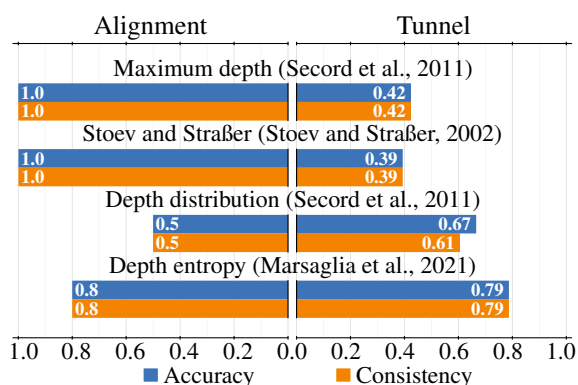 Alignment Tunnel
Maximum depth (Secord et al., 2011)
1.0 0.42
1.0 0.42
Stoev and Straßer (Stoev and Straßer, 2002)
1.0 0.39
1.0 0.39
Depth distribution (Secord et al., 2011)
0.5 0.67
0.5 0.61
Depth entropy (Marsaglia et al., 2021)
0.8 0.79
0.8 0.79
1.0 0.8 0.6 0.4 0.2 0.0 0.2 0.4 0.6 0.8 1.0
Accuracy Consistency